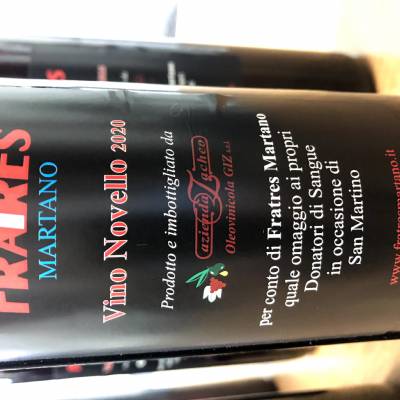 FRATRES
MARTANO
Vino Novello 2020
Prodotto e imbottigliato da
azienda Zacheo
Oleovinicola GIZ s.r.l.
per conto di Fratres Martano
quale omaggio ai propri
Donatori di Sangue
in occasione di
San Martino
www.fratresmartano.it